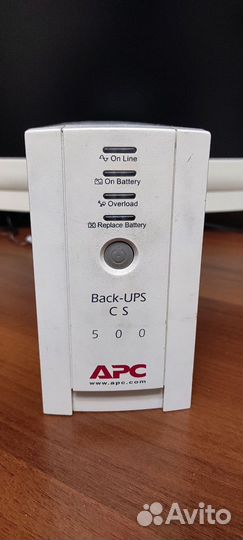 On Line
On Battery
Overload
Replace Battery
Back-UPS
CS
500
APC
www.apc.com
Avito